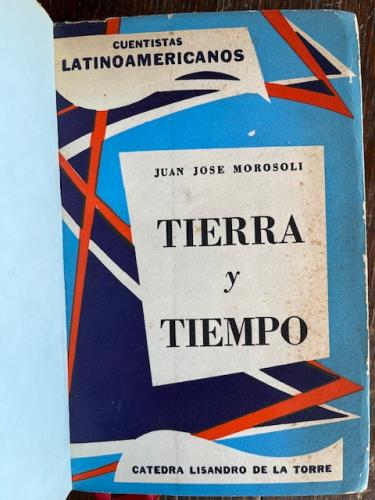 CUENTISTAS
LATINOAMERICANOS
JUAN JOSE MOROSOLI
TIERRA
y
TIEMPO
CATEDRA LISANDRO DE LA TORRE